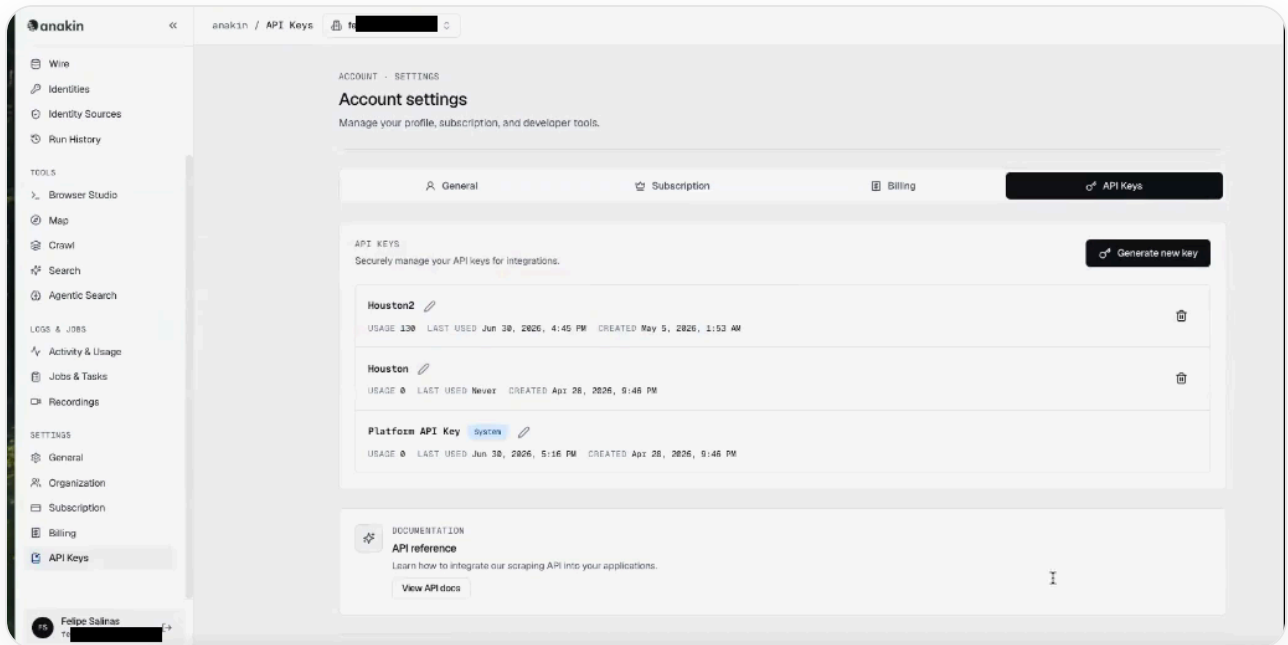 anakin
«
anakin / API Keys
Wire
Identities
Identity Sources
Run History
TOOLS
Browser Studio
Map
Crawl
Search
Agentic Search
LOGS & JOBS
Activity & Usage
Jobs & Tasks
Recordings
SETTINGS
General
Organization
Subscription
Billing
API Keys
FS
Felipe Salinas
ACCOUNT - SETTINGS
Account settings
Manage your profile, subscription, and developer tools.
General
Subscription
Billing
API Keys
API KEYS
Securely manage your API keys for integrations.
Generate new key
Houston2
USAGE 130 LAST USED Jun 30, 2026, 4:45 PM CREATED May 5, 2026, 1:53 AM
Houston
USAGE 0 LAST USED Never CREATED Apr 28, 2026, 9:46 PM
Platform API Key System
USAGE 0 LAST USED Jun 30, 2026, 5:16 PM CREATED Apr 28, 2026, 9:46 PM
DOCUMENTATION
API reference
Learn how to integrate our scraping API into your applications.
View API docs